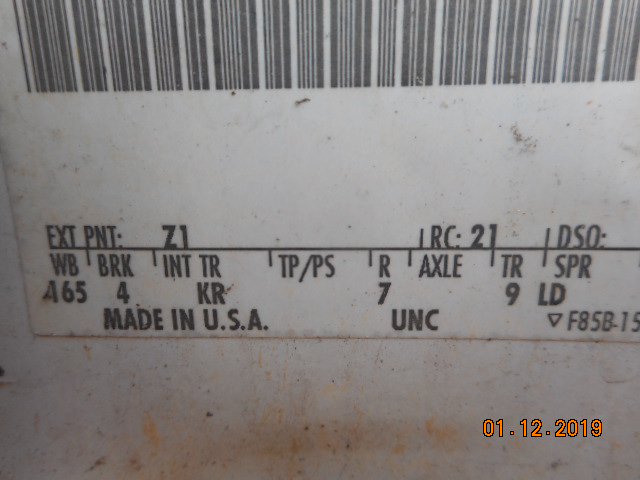 EXT PNT: Z1 RC: 21 DSO:
WB BRK INT TR TP/PS R AXLE TR SPR
165 4 KR 7 9 LD
MADE IN U.S.A. UNC ▽ F85B-15
01.12.2019